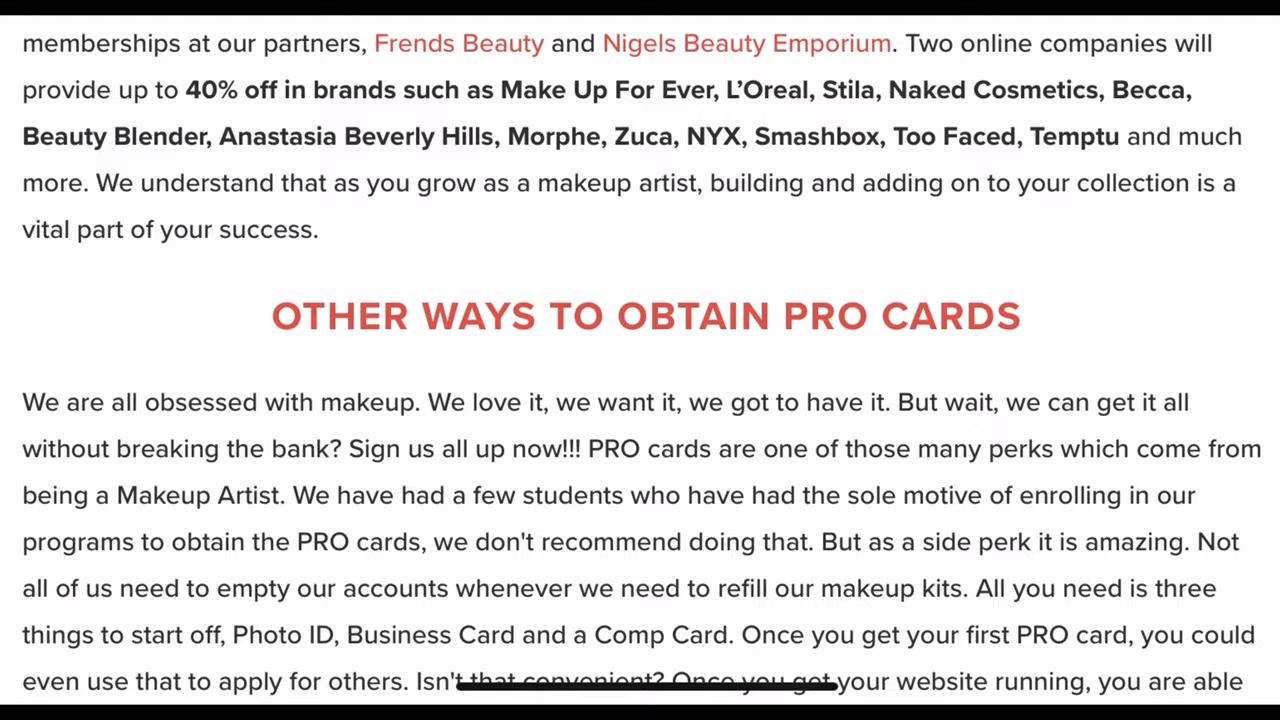 memberships at our partners, Frends Beauty and Nigels Beauty Emporium. Two online companies will
provide up to 40% off in brands such as Make Up For Ever, L’Oreal, Stila, Naked Cosmetics, Becca,
Beauty Blender, Anastasia Beverly Hills, Morphe, Zuca, NYX, Smashbox, Too Faced, Temptu and much
more. We understand that as you grow as a makeup artist, building and adding on to your collection is a
vital part of your success.
OTHER WAYS TO OBTAIN PRO CARDS
We are all obsessed with makeup. We love it, we want it, we got to have it. But wait, we can get it all
without breaking the bank? Sign us all up now!!! PRO cards are one of those many perks which come from
being a Makeup Artist. We have had a few students who have had the sole motive of enrolling in our
programs to obtain the PRO cards, we don't recommend doing that. But as a side perk it is amazing. Not
all of us need to empty our accounts whenever we need to refill our makeup kits. All you need is three
things to start off, Photo ID, Business Card and a Comp Card. Once you get your first PRO card, you could
even use that to apply for others. Isn't that convenient? Once you get your website running, you are able